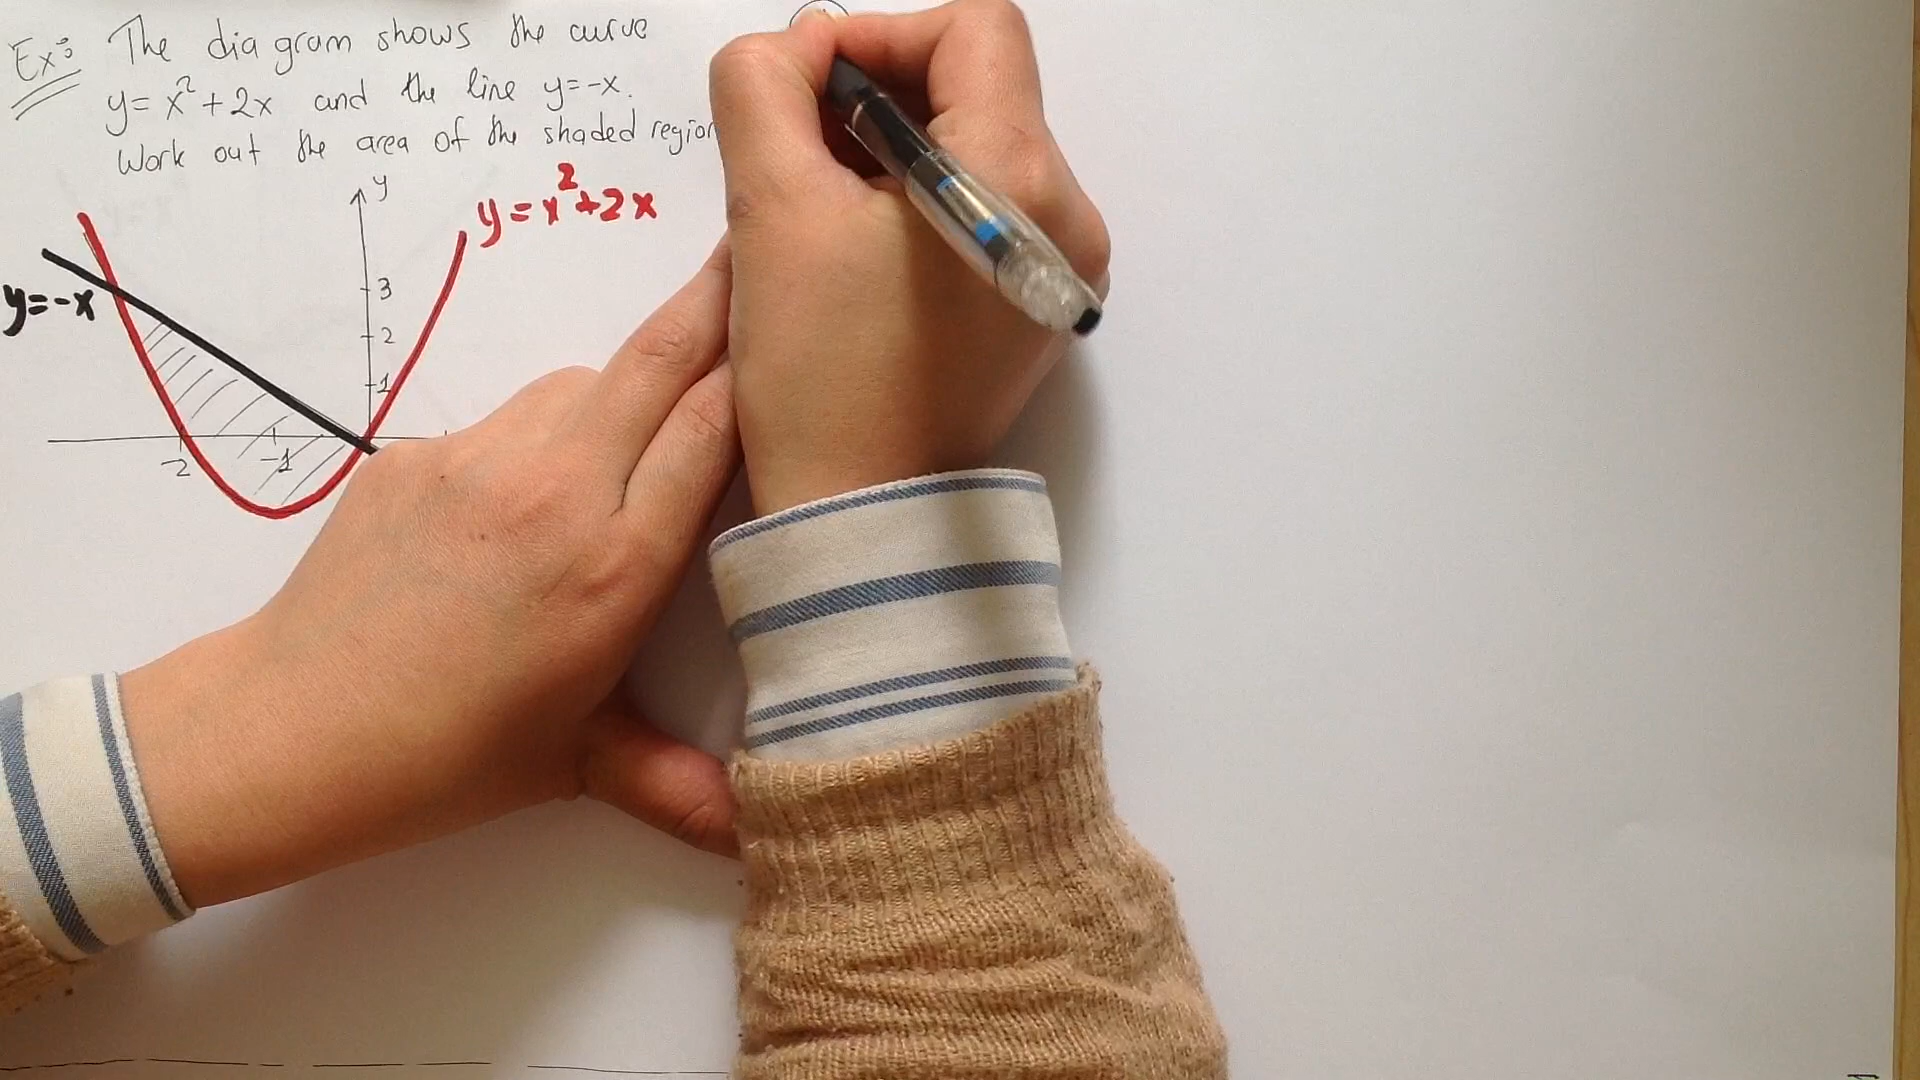 Ex: The diagram shows the curve
y = x² + 2x and the line y=-x.
Work out the area of the shaded region
y
y = x²+2x
y=-x
3
2
1
-2 -1